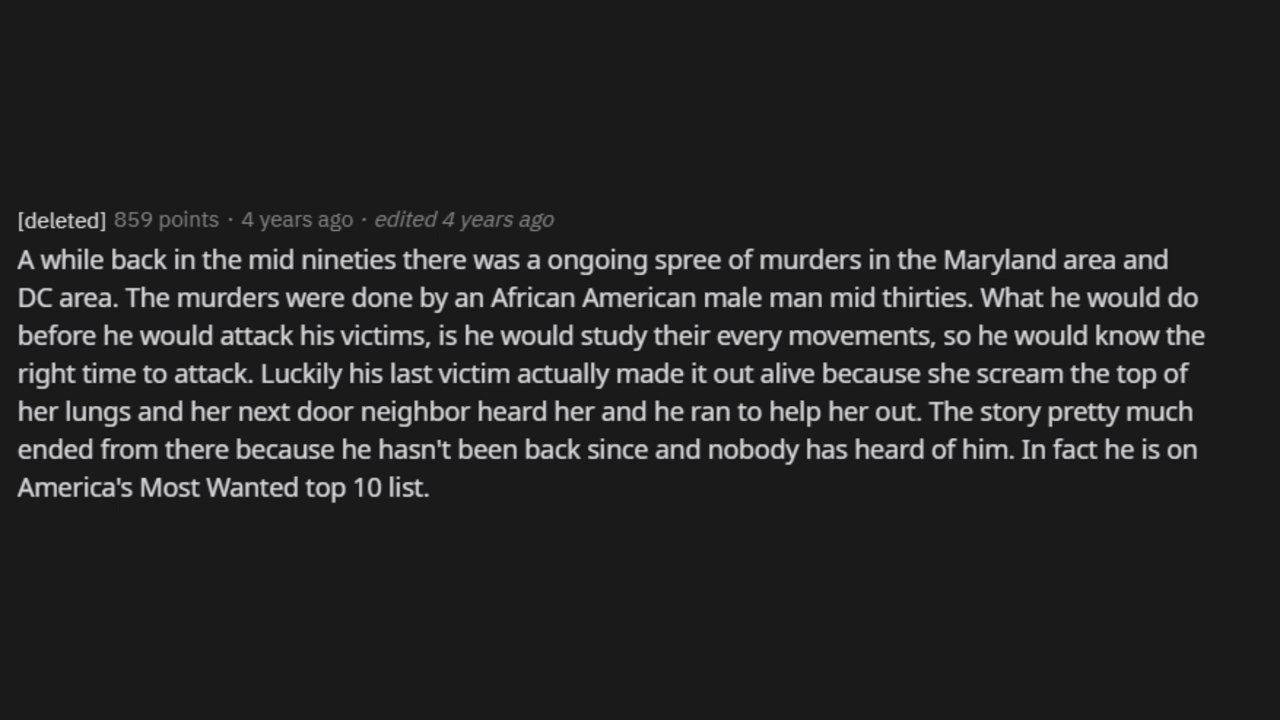 [deleted] 859 points · 4 years ago · edited 4 years ago
A while back in the mid nineties there was a ongoing spree of murders in the Maryland area and
DC area. The murders were done by an African American male man mid thirties. What he would do
before he would attack his victims, is he would study their every movements, so he would know the
right time to attack. Luckily his last victim actually made it out alive because she scream the top of
her lungs and her next door neighbor heard her and he ran to help her out. The story pretty much
ended from there because he hasn't been back since and nobody has heard of him. In fact he is on
America's Most Wanted top 10 list.